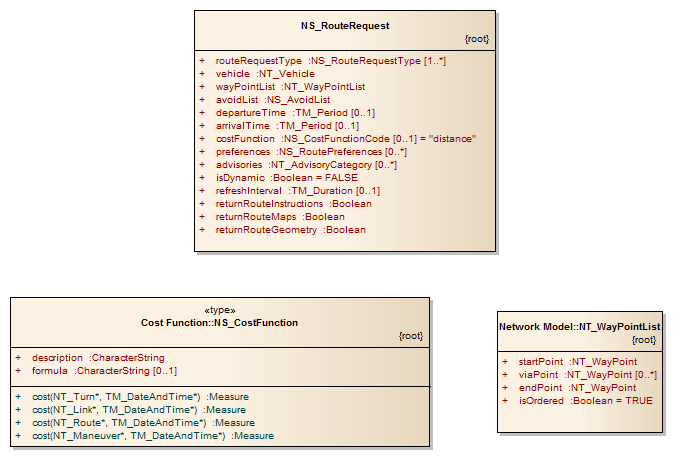 NS_RouteRequest
{root}
+ routeRequestType :NS_RouteRequestType [1..*]
+ vehicle :NT_Vehicle
+ wayPointList :NT_WayPointList
+ avoidList :NS_AvoidList
+ departureTime :TM_Period [0..1]
+ arrivalTime :TM_Period [0..1]
+ costFunction :NS_CostFunctionCode [0..1] = "distance"
+ preferences :NS_RoutePreferences [0..*]
+ advisories :NT_AdvisoryCategory [0..*]
+ isDynamic :Boolean = FALSE
+ refreshInterval :TM_Duration [0..1]
+ returnRouteInstructions :Boolean
+ returnRouteMaps :Boolean
+ returnRouteGeometry :Boolean
«type»
Cost Function::NS_CostFunction
{root}
+ description :CharacterString
+ formula :CharacterString [0..1]
+ cost(NT_Turn*, TM_DateAndTime*) :Measure
+ cost(NT_Link*, TM_DateAndTime*) :Measure
+ cost(NT_Route*, TM_DateAndTime*) :Measure
+ cost(NT_Maneuver*, TM_DateAndTime*) :Measure
Network Model::NT_WayPointList
{root}
+ startPoint :NT_WayPoint
+ viaPoint :NT_WayPoint [0..*]
+ endPoint :NT_WayPoint
+ isOrdered :Boolean = TRUE